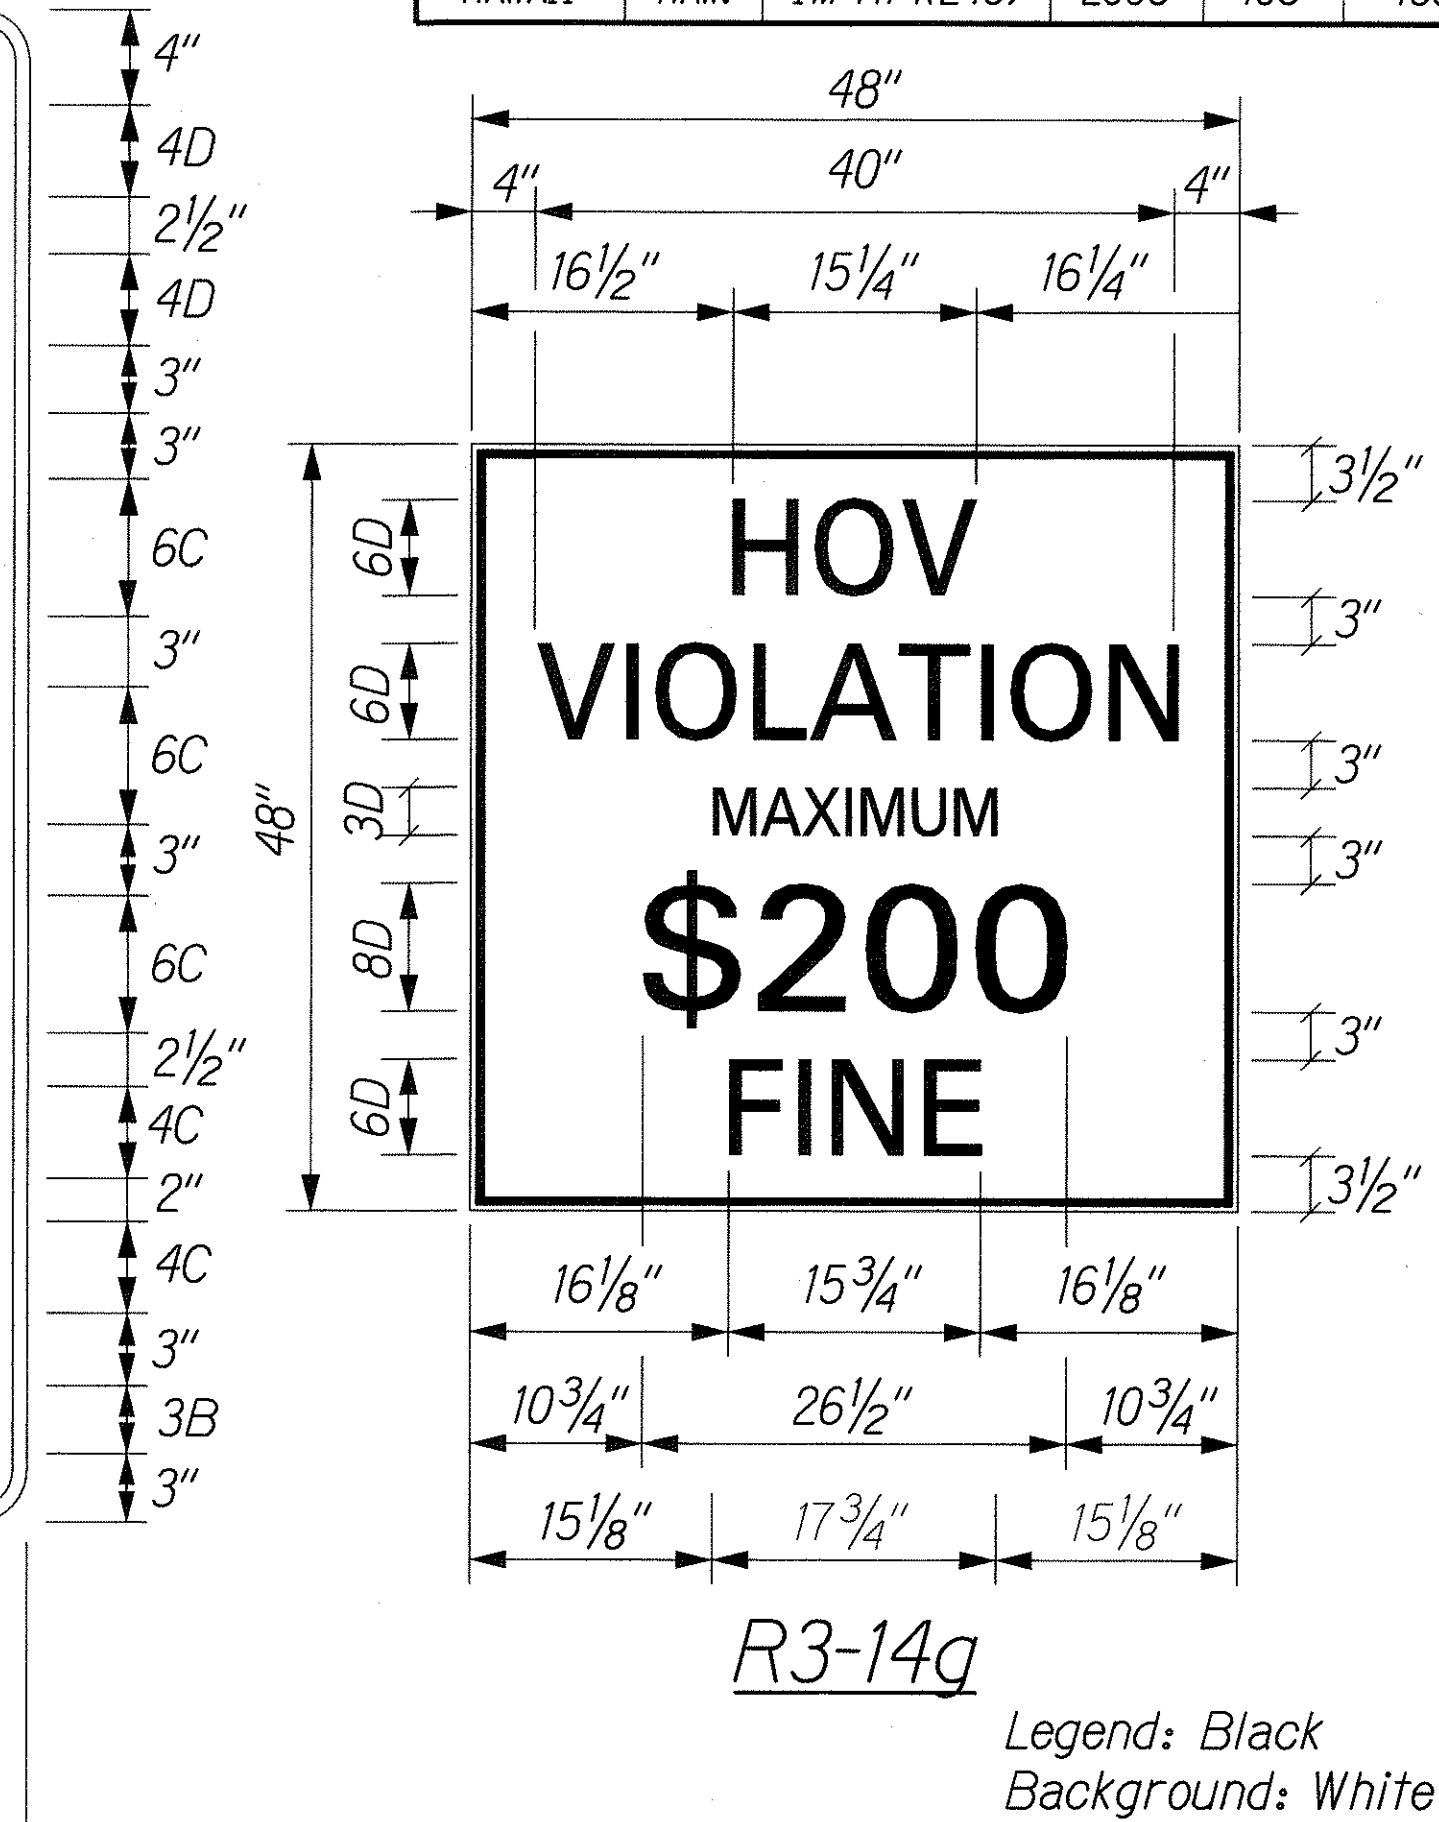 4"
4D
2½"
4D
3"
3"
6C
3"
6C
3"
6C
2½"
4C
2"
4C
3"
3B
3"
48"
4" 40" 4"
16½" 15¼" 16¼"
48"
6D
6D
3D
8D
6D
HOV
VIOLATION
MAXIMUM
$200
FINE
3½"
3"
3"
3"
3"
3½"
16⅛" 15¾" 16⅛"
10¾" 26½" 10¾"
15⅛" 17¾" 15⅛"
R3-14g
Legend: Black
Background: White